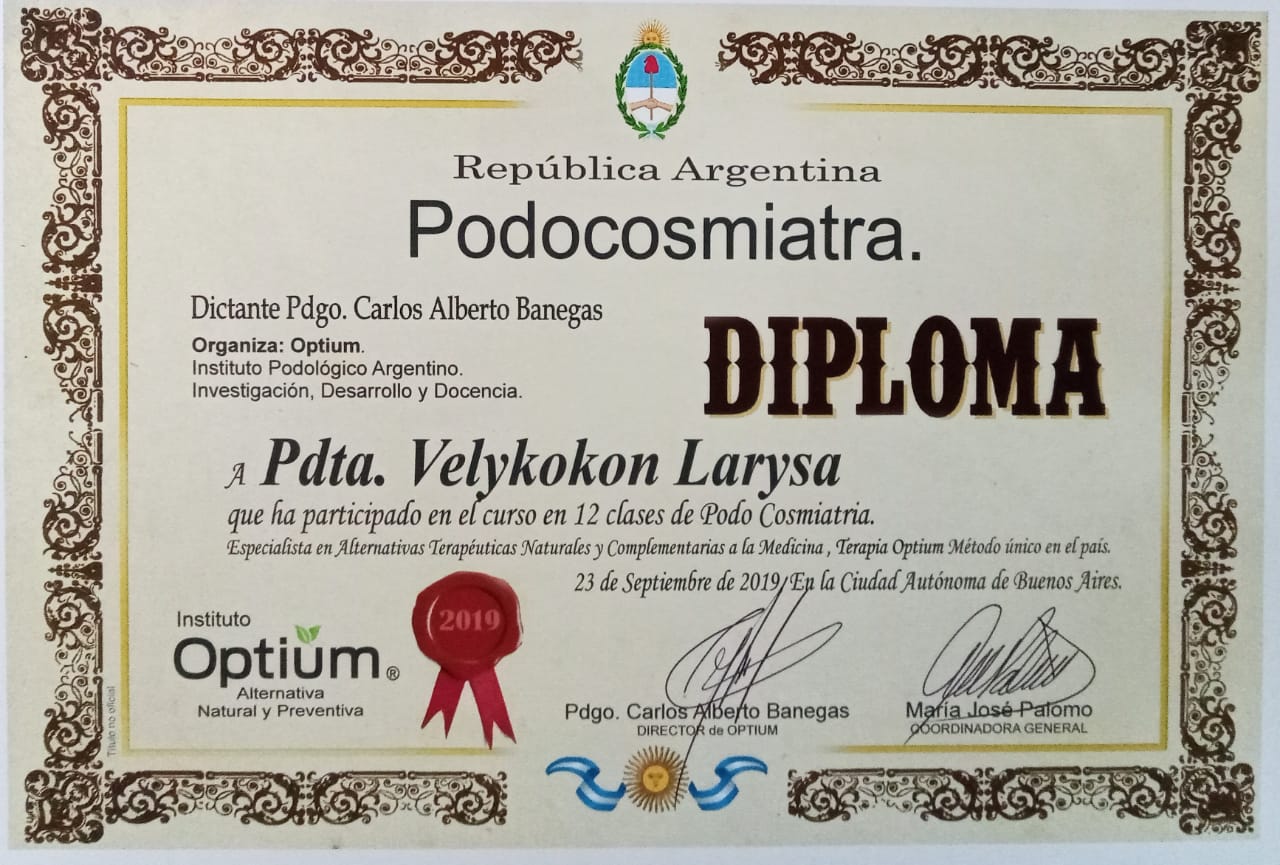 República Argentina
Podocosmiatra.
Dictante Pdgo. Carlos Alberto Banegas
Organiza: Optium.
Instituto Podológico Argentino.
Investigación, Desarrollo y Docencia.
DIPLOMA
A Pdta. Velykokon Larysa
que ha participado en el curso en 12 clases de Podo Cosmiatria.
Especialista en Alternativas Terapéuticas Naturales y Complementarias a la Medicina , Terapia Optium Método único en el país.
23 de Septiembre de 2019, En la Ciudad Autónoma de Buenos Aires.
Instituto
Optium®
Alternativa
Natural y Preventiva
2019
Pdgo. Carlos Alberto Banegas
DIRECTOR de OPTIUM
María José Palomo
COORDINADORA GENERAL
Titulo no oficial